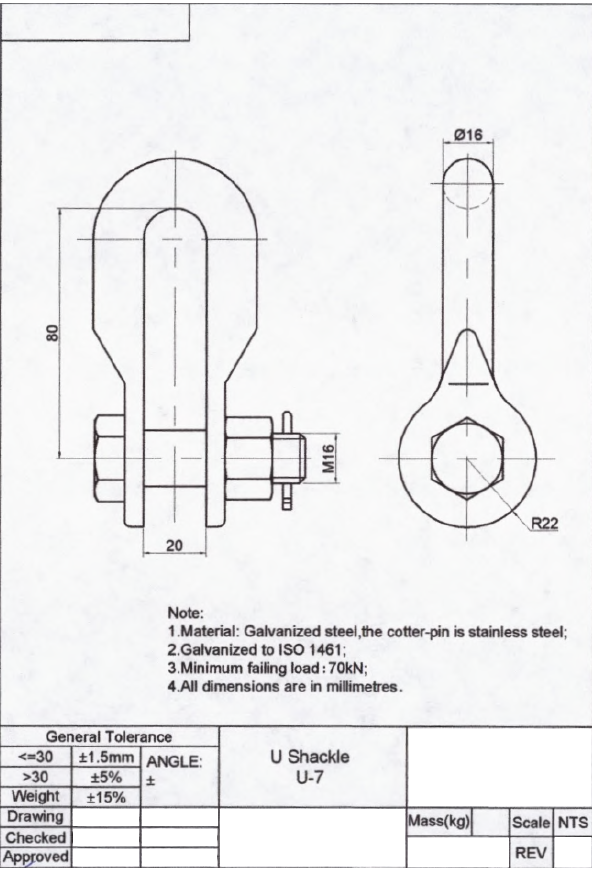 Ø16
80
M16
R22
20
Note:
1.Material: Galvanized steel,the cotter-pin is stainless steel;
2.Galvanized to ISO 1461;
3.Minimum failing load:70kN;
4.All dimensions are in millimetres.
General Tolerance
<=30 ±1.5mm ANGLE:
>30 ±5% ±
Weight ±15%
U Shackle
U-7
Drawing
Checked
Approved
Mass(kg) Scale NTS
REV